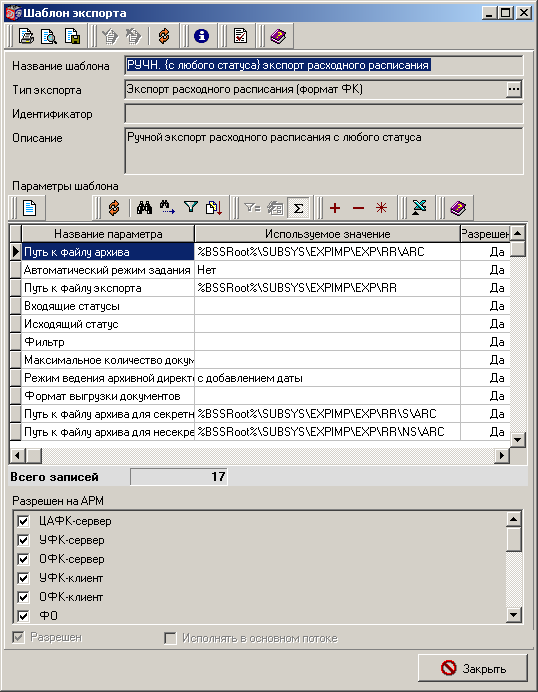 Шаблон экспорта
Название шаблона РУЧН. {с любого статуса} экспорт расходного расписания
Тип экспорта Экспорт расходного расписания (формат ФК)
Идентификатор
Описание Ручной экспорт расходного расписания с любого статуса
Параметры шаблона
Название параметра Используемое значение Разрешен
Путь к файлу архива %BSSRoot%\SUBSYS\EXPIMP\EXP\RR\ARC Да
Автоматический режим задания Нет Да
Путь к файлу экспорта %BSSRoot%\SUBSYS\EXPIMP\EXP\RR Да
Входящие статусы Да
Исходящий статус Да
Фильтр Да
Максимальное количество докум Да
Режим ведения архивной директ с добавлением даты Да
Формат выгрузки документов Да
Путь к файлу архива для секретн %BSSRoot%\SUBSYS\EXPIMP\EXP\RR\S\ARC Да
Путь к файлу архива для несекре %BSSRoot%\SUBSYS\EXPIMP\EXP\RR\NS\ARC Да
Всего записей 17
Разрешен на АРМ
ЦАФК-сервер
УФК-сервер
ОФК-сервер
УФК-клиент
ОФК-клиент
ФО
Разрешен Исполнять в основном потоке
Закрыть